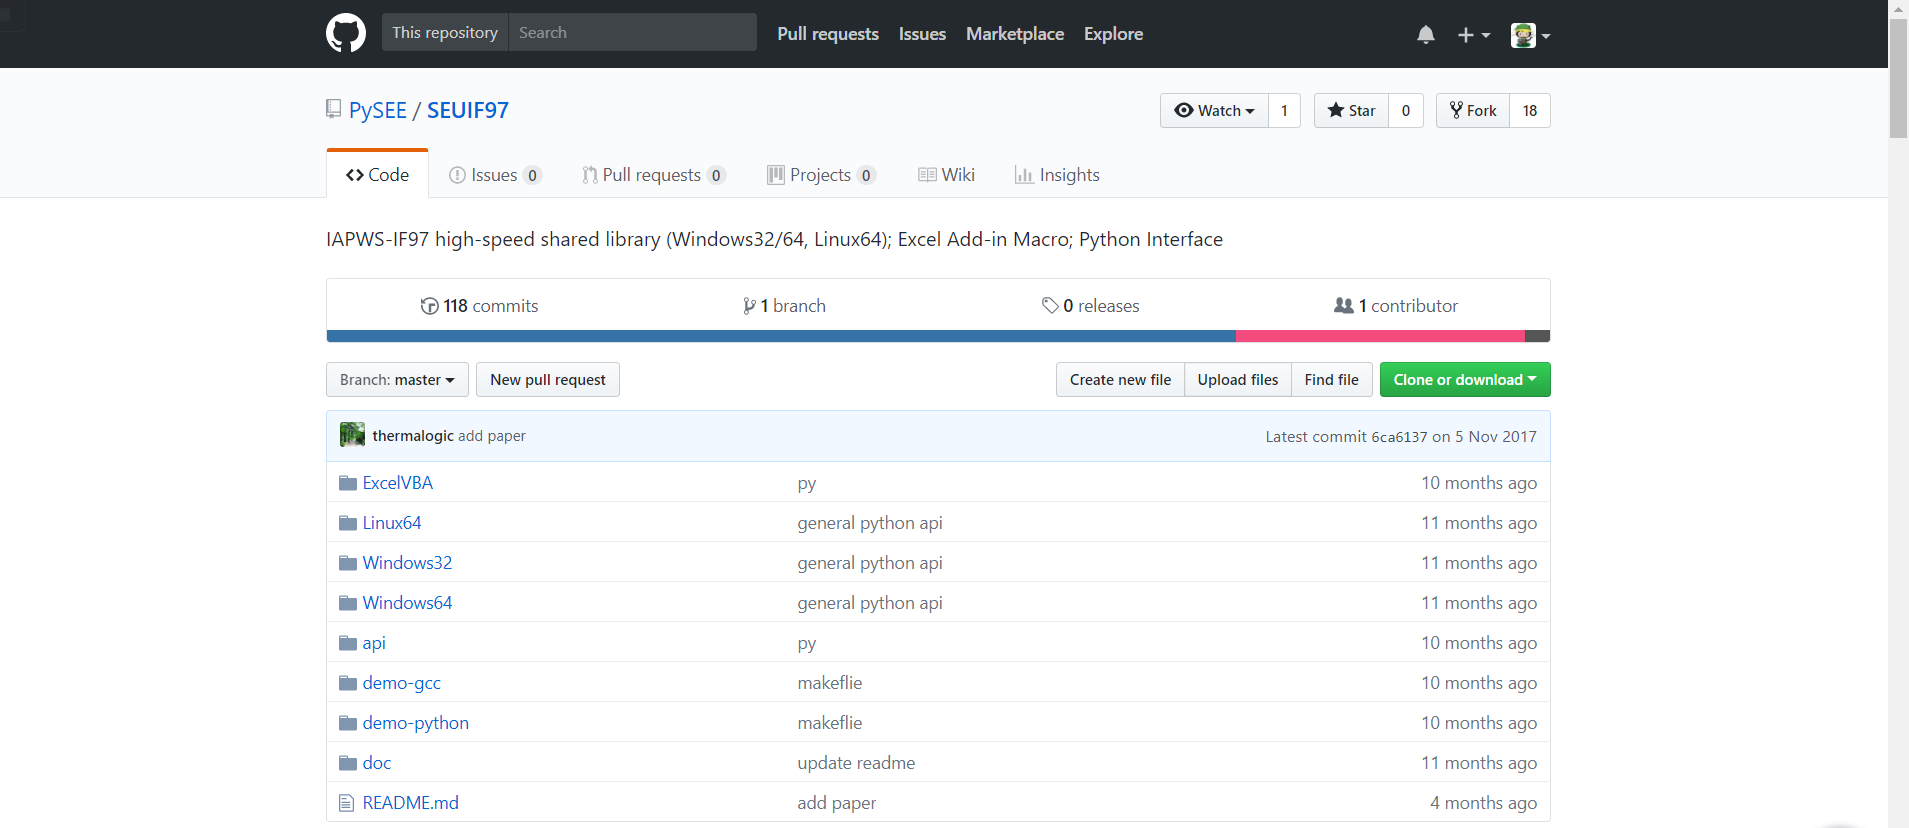 This repository Search Pull requests Issues Marketplace Explore
PySEE / SEUIF97 Watch 1 Star 0 Fork 18
Code Issues 0 Pull requests 0 Projects 0 Wiki Insights
IAPWS-IF97 high-speed shared library (Windows32/64, Linux64); Excel Add-in Macro; Python Interface
118 commits 1 branch 0 releases 1 contributor
Branch: master New pull request Create new file Upload files Find file Clone or download
thermalogic add paper Latest commit 6ca6137 on 5 Nov 2017
ExcelVBA py 10 months ago
Linux64 general python api 11 months ago
Windows32 general python api 11 months ago
Windows64 general python api 11 months ago
api py 10 months ago
demo-gcc makeflie 10 months ago
demo-python makeflie 10 months ago
doc update readme 11 months ago
README.md add paper 4 months ago